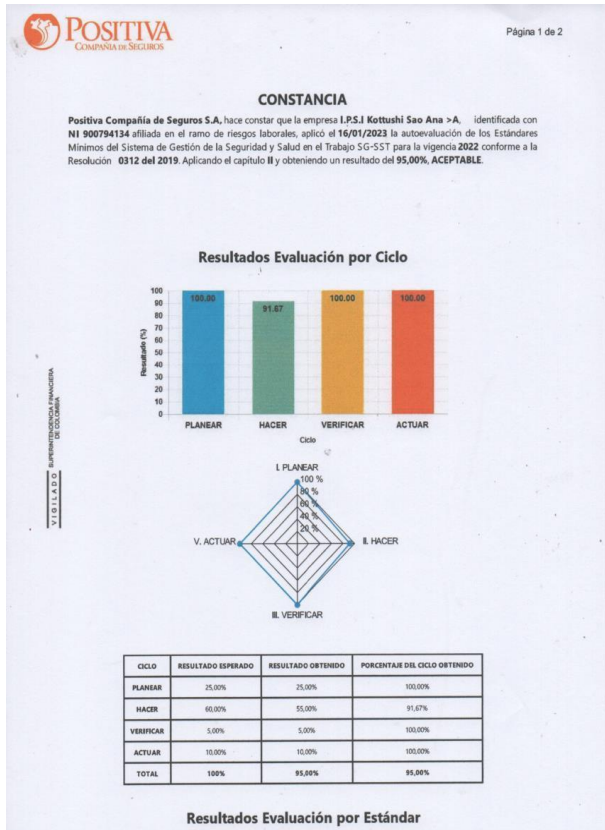 POSITIVA
COMPAÑIA DE SEGUROS
Página 1 de 2
CONSTANCIA
Positiva Compañía de Seguros S.A, hace constar que la empresa I.P.S.I Kottushi Sao Ana >A, identificada con
NI 900794134 afiliada en el ramo de riesgos laborales, aplicó el 16/01/2023 la autoevaluación de los Estándares
Mínimos del Sistema de Gestión de la Seguridad y Salud en el Trabajo SG-SST para la vigencia 2022 conforme a la
Resolución 0312 del 2019. Aplicando el capitulo II y obteniendo un resultado del 95,00%, ACEPTABLE.
Resultados Evaluación por Ciclo
Resultado (%)
100
90
80
70
60
50
40
30
20
10
0
100.00
91.67
100.00
100.00
PLANEAR
HACER
VERIFICAR
ACTUAR
Ciclo
VIGILADO SUPERINTENDENCIA FINANCIERA
DE COLOMBIA
I. PLANEAR
100 %
80 %
60 %
40 %
20 %
V. ACTUAR
II. HACER
III. VERIFICAR
CICLO RESULTADO ESPERADO RESULTADO OBTENIDO PORCENTAJE DEL CICLO OBTENIDO
PLANEAR 25,00% 25,00% 100,00%
HACER 60,00% 55,00% 91,67%
VERIFICAR 5,00% 5,00% 100,00%
ACTUAR 10,00% 10,00% 100,00%
TOTAL 100% 95,00% 95,00%
Resultados Evaluación por Estándar